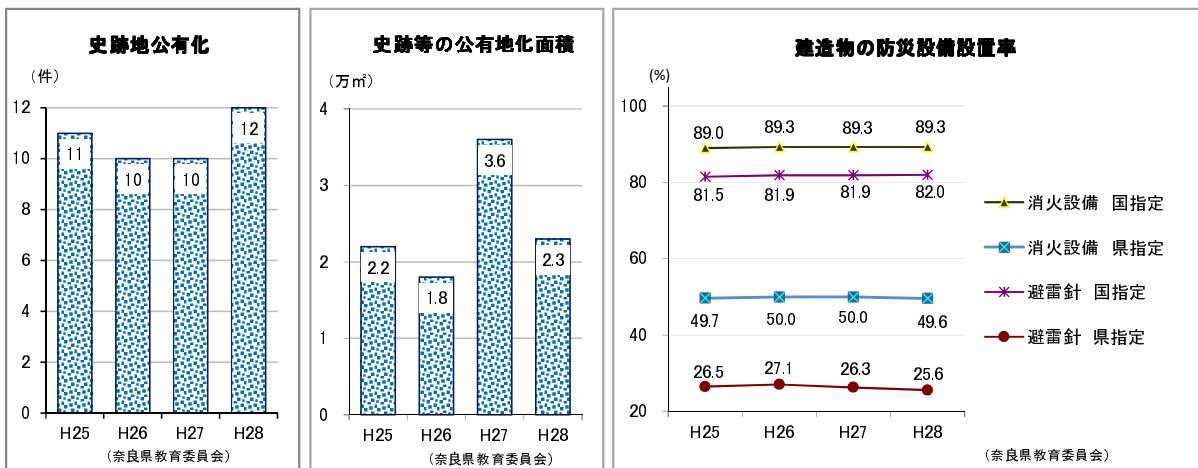 史跡地公有化
(件)
12
10
8
6
4
2
0
11
10
10
12
H25 H26 H27 H28
(奈良県教育委員会)
史跡等の公有地化面積
(万㎡)
4
3
2
1
0
2.2
1.8
3.6
2.3
H25 H26 H27 H28
(奈良県教育委員会)
建造物の防災設備設置率
(%)
100
80
60
40
20
89.0 89.3 89.3 89.3
81.5 81.9 81.9 82.0
49.7 50.0 50.0 49.6
26.5 27.1 26.3 25.6
H25 H26 H27 H28
消火設備 国指定
消火設備 県指定
避雷針 国指定
避雷針 県指定
(奈良県教育委員会)